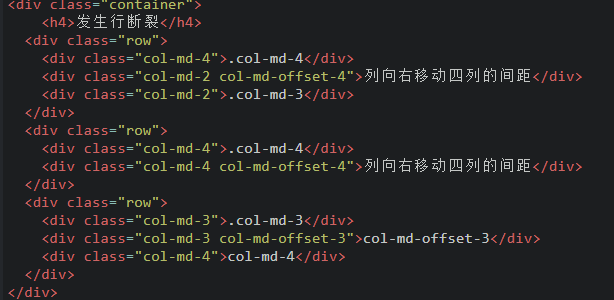 <div class="container">
<h4>发生行断裂</h4>
<div class="row">
<div class="col-md-4">.col-md-4</div>
<div class="col-md-2 col-md-offset-4">列向右移动四列的间距</div>
<div class="col-md-2">.col-md-3</div>
</div>
<div class="row">
<div class="col-md-4">.col-md-4</div>
<div class="col-md-4 col-md-offset-4">列向右移动四列的间距</div>
</div>
<div class="row">
<div class="col-md-3">.col-md-3</div>
<div class="col-md-3 col-md-offset-3">col-md-offset-3</div>
<div class="col-md-4">col-md-4</div>
</div>
</div>